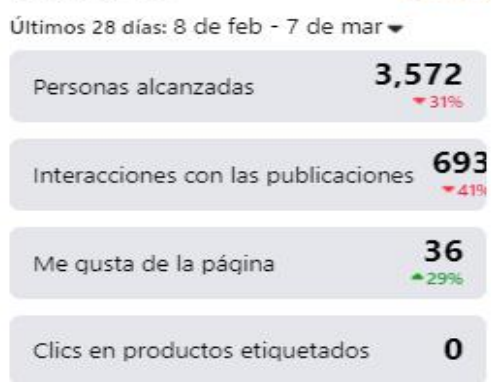 Últimos 28 días: 8 de feb - 7 de mar
Personas alcanzadas
3,572
31%
Interacciones con las publicaciones
693
41%
Me gusta de la página
36
29%
Clics en productos etiquetados
0